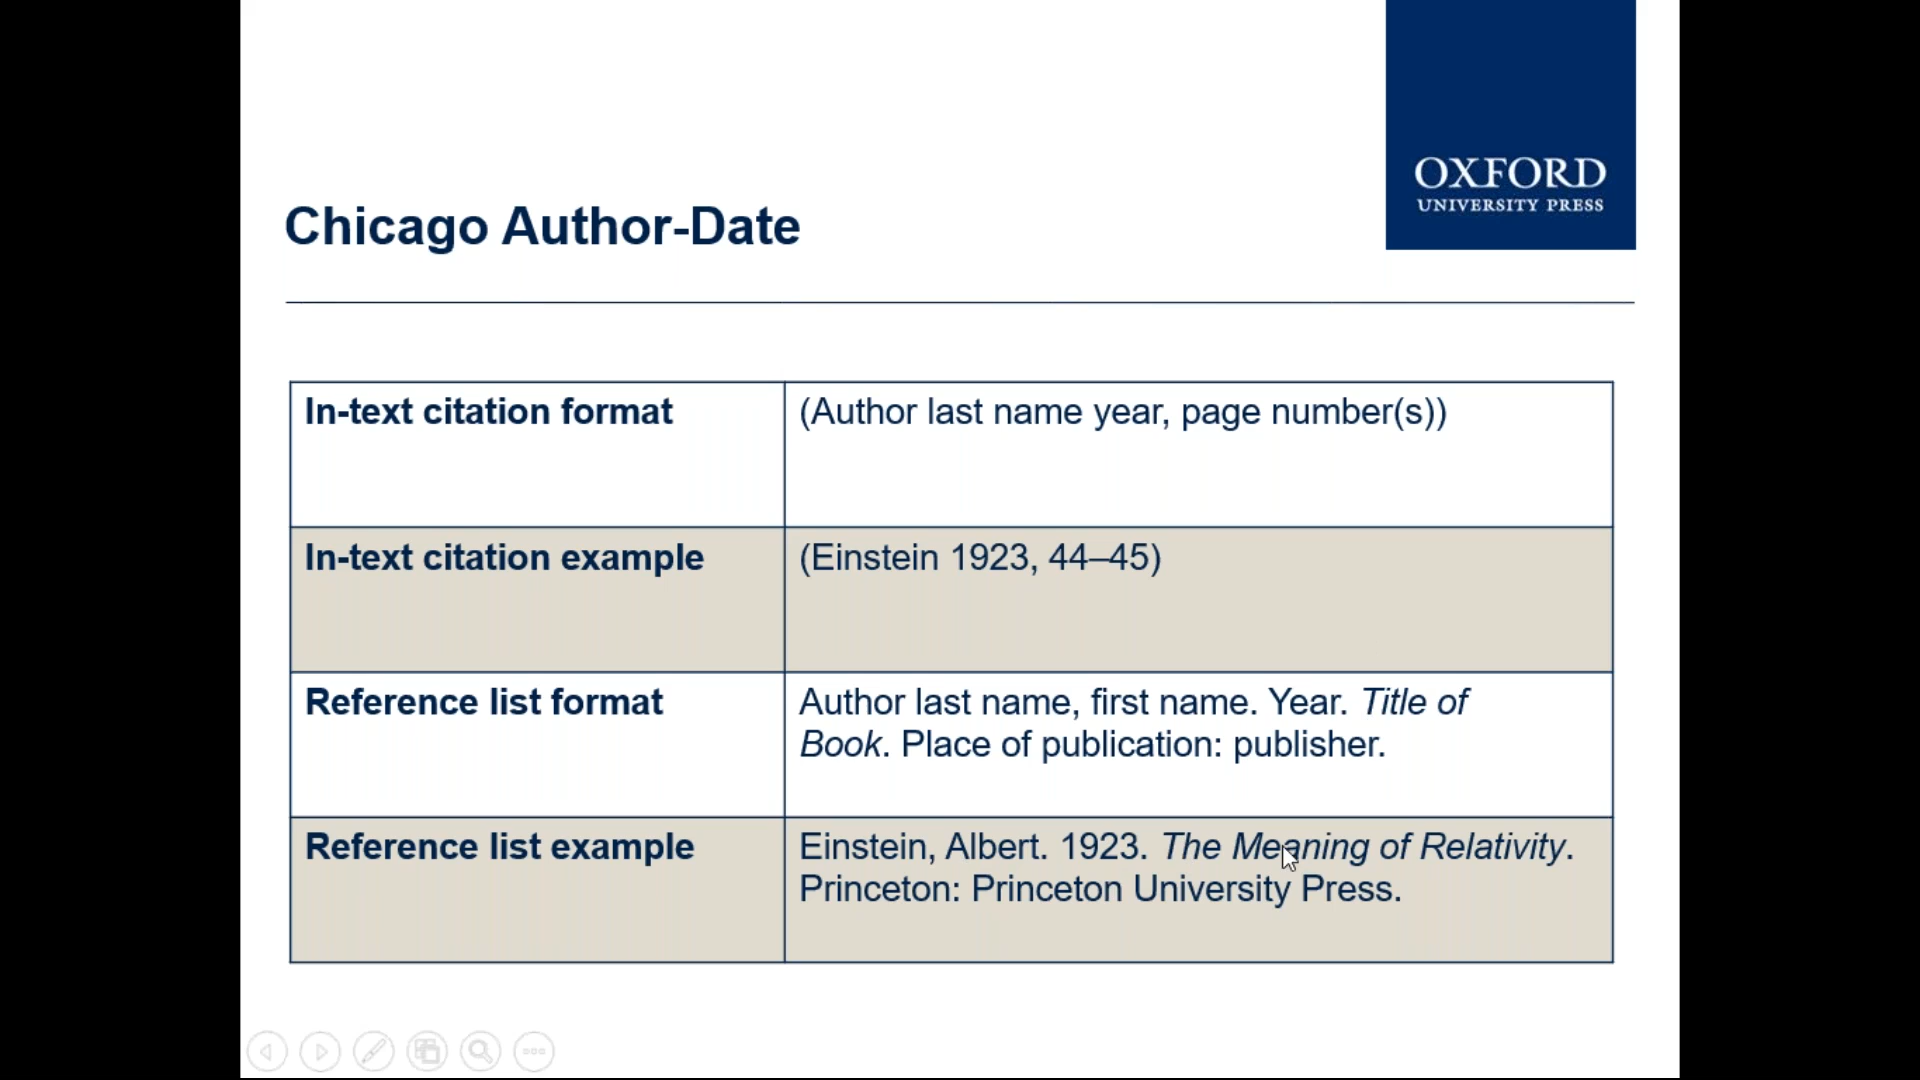 OXFORD
UNIVERSITY PRESS
Chicago Author-Date
In-text citation format
(Author last name year, page number(s))
In-text citation example
(Einstein 1923, 44–45)
Reference list format
Author last name, first name. Year. Title of
Book. Place of publication: publisher.
Reference list example
Einstein, Albert. 1923. The Meaning of Relativity.
Princeton: Princeton University Press.